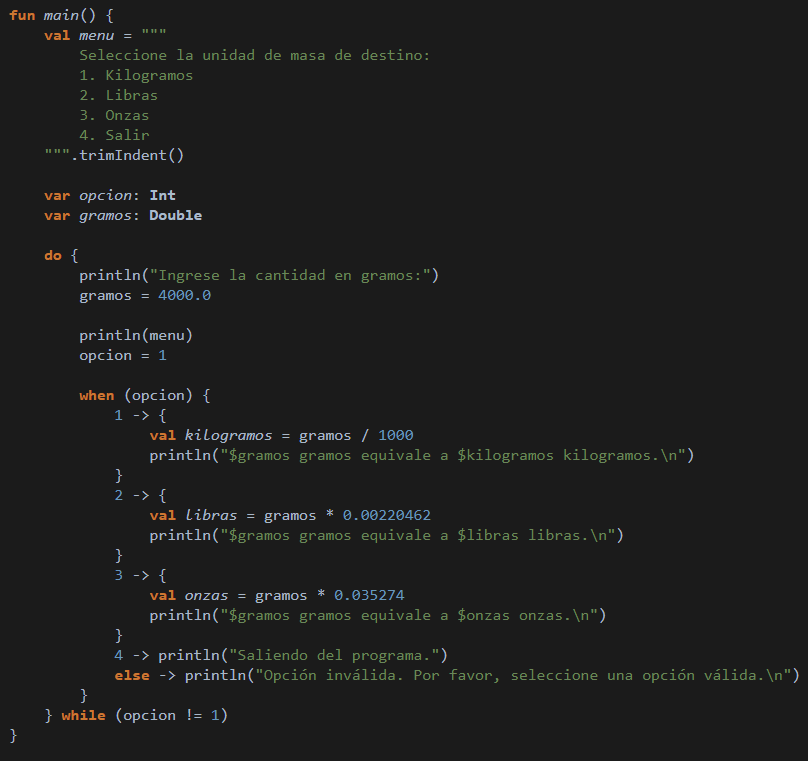 fun main() {
    val menu = """
        Seleccione la unidad de masa de destino:
        1. Kilogramos
        2. Libras
        3. Onzas
        4. Salir
    """.trimIndent()

    var opcion: Int
    var gramos: Double

    do {
        println("Ingrese la cantidad en gramos:")
        gramos = 4000.0

        println(menu)
        opcion = 1

        when (opcion) {
            1 -> {
                val kilogramos = gramos / 1000
                println("$gramos gramos equivale a $kilogramos kilogramos.\n")
            }
            2 -> {
                val libras = gramos * 0.00220462
                println("$gramos gramos equivale a $libras libras.\n")
            }
            3 -> {
                val onzas = gramos * 0.035274
                println("$gramos gramos equivale a $onzas onzas.\n")
            }
            4 -> println("Saliendo del programa.")
            else -> println("Opción inválida. Por favor, seleccione una opción válida.\n")
        }
    } while (opcion != 1)
}